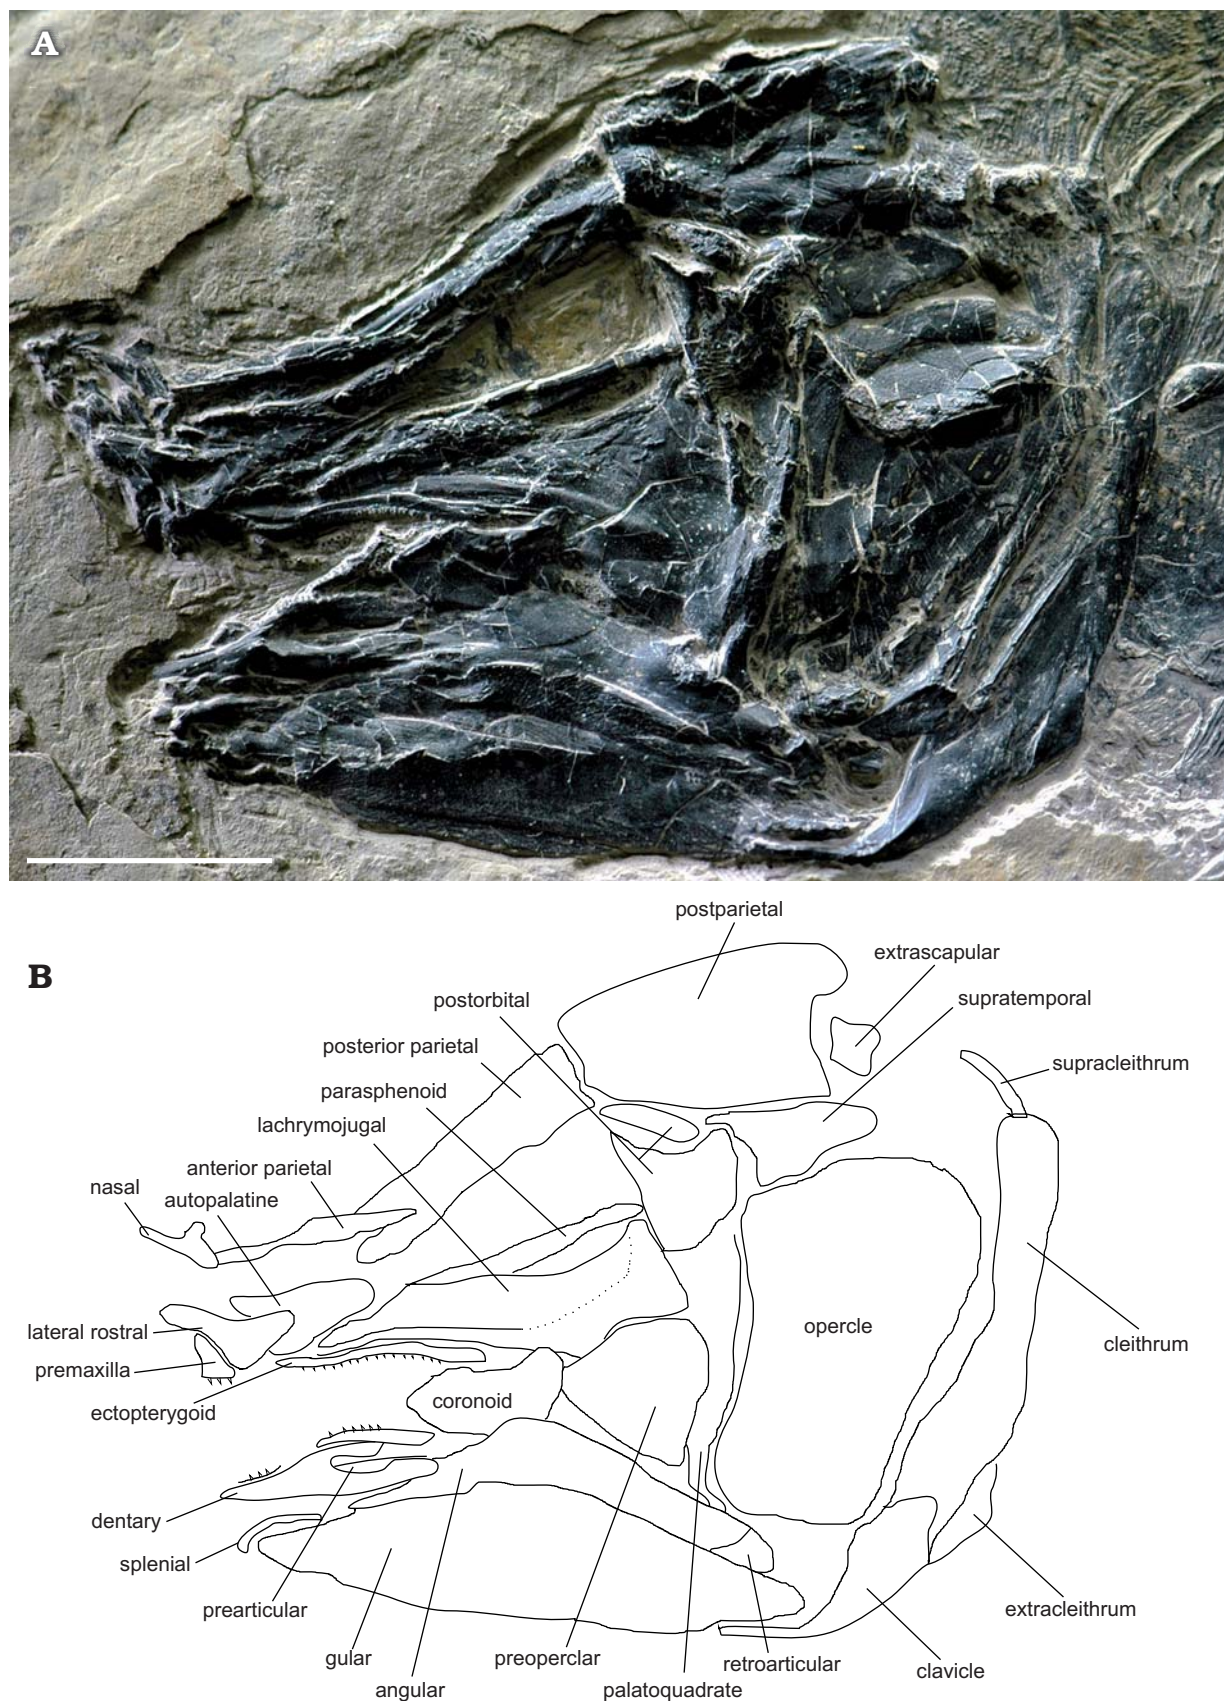 A
postparietal
extrascapular
B
postorbital
supratemporal
posterior parietal
supracleithrum
parasphenoid
lachrymojugal
anterior parietal
nasal
autopalatine
opercle
lateral rostral
cleithrum
premaxilla
coronoid
ectopterygoid
dentary
splenial
prearticular
extracleithrum
gular
preoperclar
retroarticular
clavicle
angular
palatoquadrate